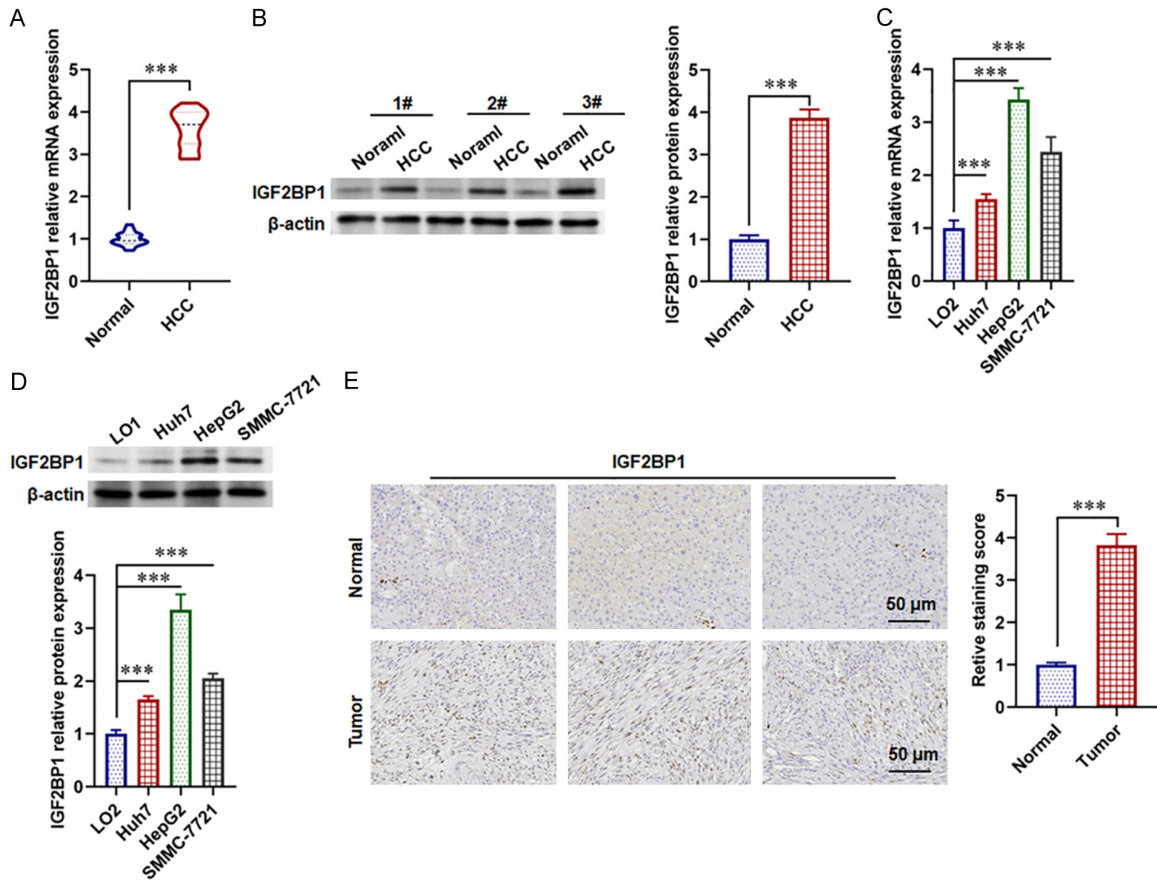 A
IGF2BP1 relative mRNA expression
5
4
3
2
1
0
***
Normal
HCC
B
1#
2#
3#
Noraml
HCC
Noraml
HCC
Noraml
HCC
IGF2BP1
β-actin
IGF2BP1 relative protein expression
5
4
3
2
1
0
***
Normal
HCC
C
IGF2BP1 relative mRNA expression
4
3
2
1
0
***
***
***
LO2
Huh7
HepG2
SMMC-7721
D
LO1
Huh7
HepG2
SMMC-7721
IGF2BP1
β-actin
IGF2BP1 relative protein expression
4
3
2
1
0
***
***
***
LO2
Huh7
HepG2
SMMC-7721
E
IGF2BP1
Normal
50 μm
Tumor
50 μm
Retive staining score
5
4
3
2
1
0
***
Normal
Tumor